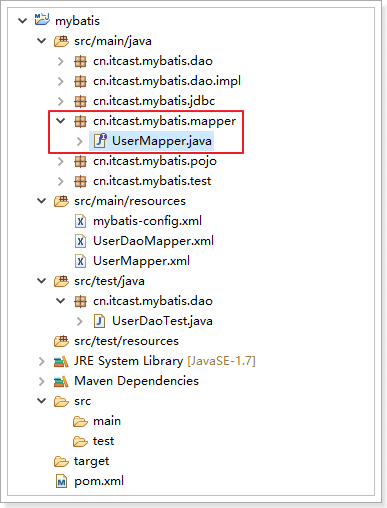 mybatis
src/main/java
cn.itcast.mybatis.dao
cn.itcast.mybatis.dao.impl
cn.itcast.mybatis.jdbc
cn.itcast.mybatis.mapper
UserMapper.java
cn.itcast.mybatis.pojo
cn.itcast.mybatis.test
src/main/resources
mybatis-config.xml
UserDaoMapper.xml
UserMapper.xml
src/test/java
cn.itcast.mybatis.dao
UserDaoTest.java
src/test/resources
JRE System Library [JavaSE-1.7]
Maven Dependencies
src
main
test
target
pom.xml